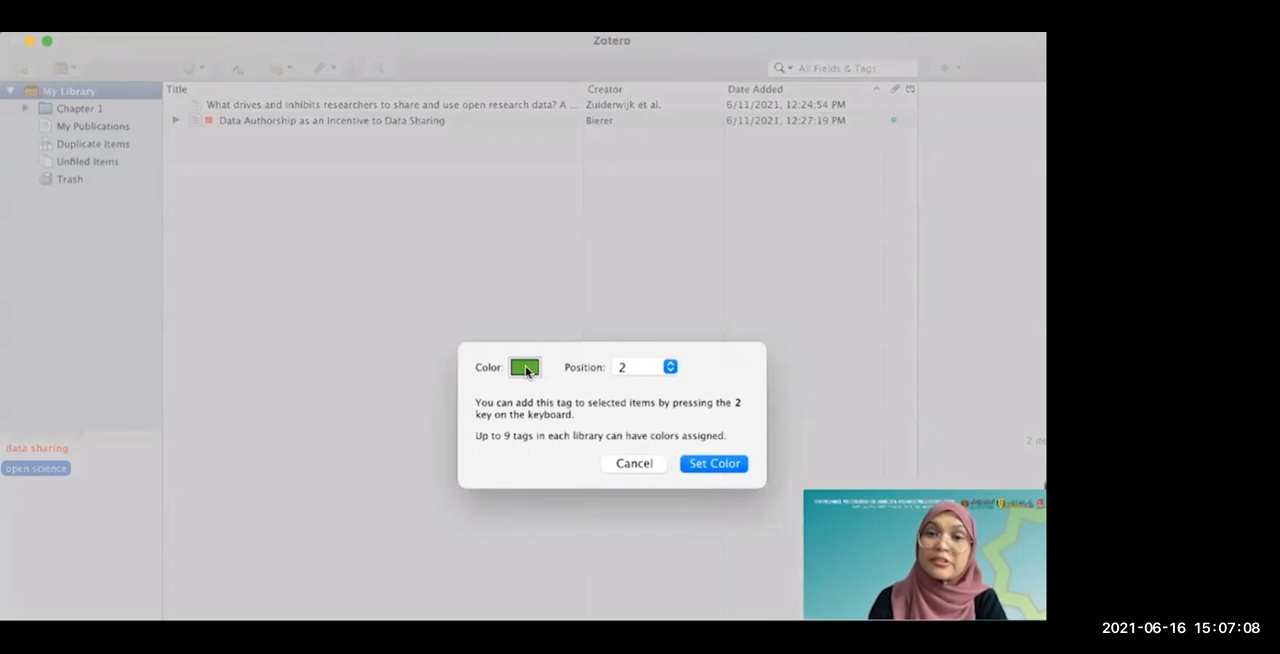 Zotero
All Fields & Tags
My Library
Chapter 1
My Publications
Duplicate Items
Unfiled Items
Trash
Title Creator Date Added
What drives and inhibits researchers to share and use open research data? A ... Zuiderwijk et al. 6/11/2021, 12:24:54 PM
Data Authorship as an Incentive to Data Sharing Bierer 6/11/2021, 12:27:19 PM
Color: Position: 2
You can add this tag to selected items by pressing the 2
key on the keyboard.
Up to 9 tags in each library can have colors assigned.
Cancel Set Color
data sharing
open science
2021-06-16 15:07:08